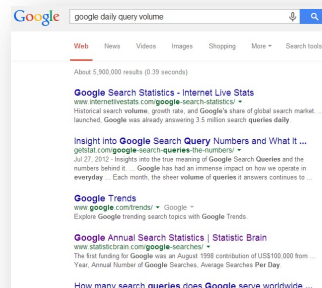 Google google daily query volume
Web News Videos Images Shopping More ▾ Search tools
About 5,900,000 results (0.39 seconds)
Google Search Statistics - Internet Live Stats
www.internetlivestats.com/google-search-statistics/ ▾
Historical search volume, growth rate, and Google's share of global search market. ...
launched, Google was already answering 3.5 million search queries daily.
Insight into Google Search Query Numbers and What It ...
getstat.com/google-search-queries-the-numbers/ ▾
Jul 27, 2012 - Insights into the true meaning of Google Search Queries and the
numbers behind it. ... Google has had an immense impact on how we operate in
everyday ... Each month, the sheer volume of queries it answers continues to ...
Google Trends
www.google.com/trends/ ▾ Google ▾
Explore Google trending search topics with Google Trends.
Google Annual Search Statistics | Statistic Brain
www.statisticbrain.com/google-searches/ ▾
The first funding for Google was an August 1998 contribution of US$100,000 from ...
Year, Annual Number of Google Searches, Average Searches Per Day.
How many search queries does Google serve worldwide ...